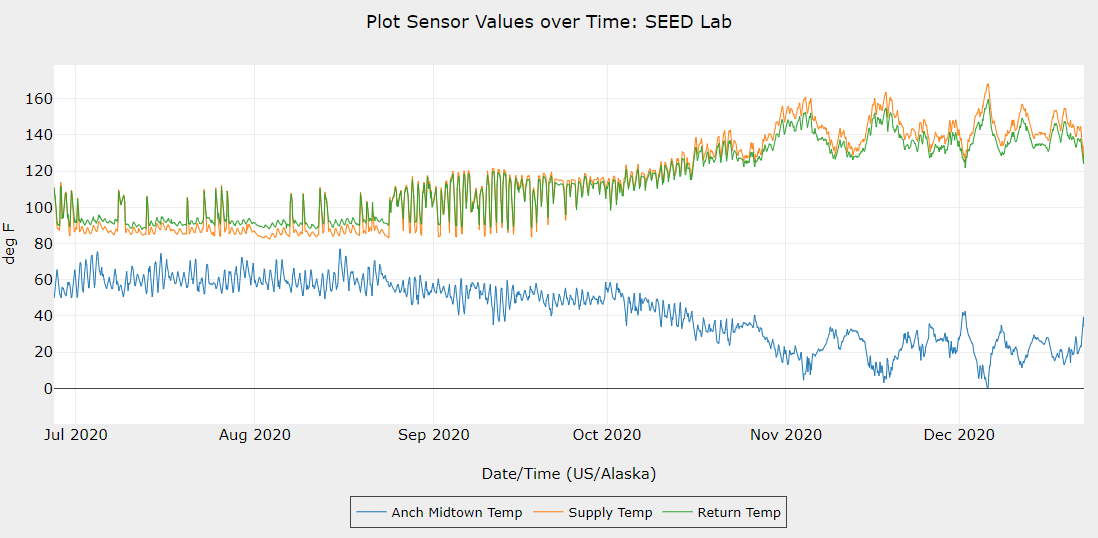 Plot Sensor Values over Time: SEED Lab
160
140
120
100
80
60
40
20
0
deg F
Jul 2020 Aug 2020 Sep 2020 Oct 2020 Nov 2020 Dec 2020
Date/Time (US/Alaska)
Anch Midtown Temp Supply Temp Return Temp